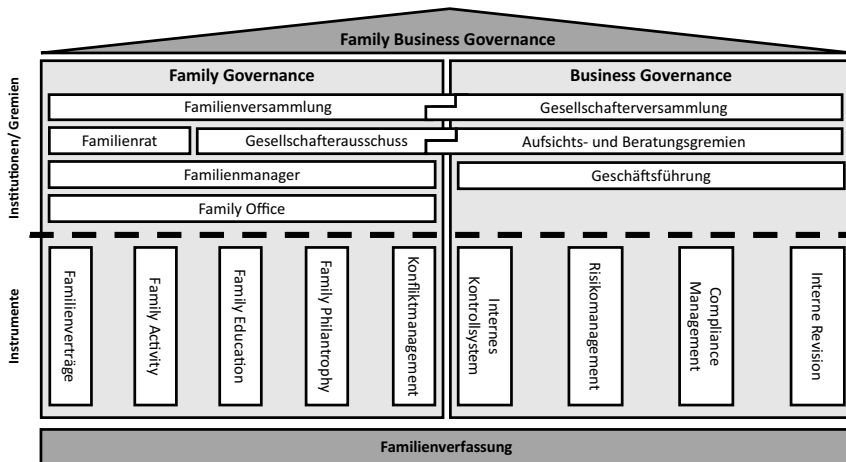 Family Business Governance
Family Governance
Business Governance
Institutionen/ Gremien
Familienversammlung
Gesellschafterversammlung
Familienrat
Gesellschafterausschuss
Aufsichts- und Beratungsgremien
Familienmanager
Geschäftsführung
Family Office
Instrumente
Familienverträge
Family Activity
Family Education
Family Philantrophy
Konfliktmanagement
Internes
Kontrollsystem
Risikomanagement
Compliance
Management
Interne Revision
Familienverfassung